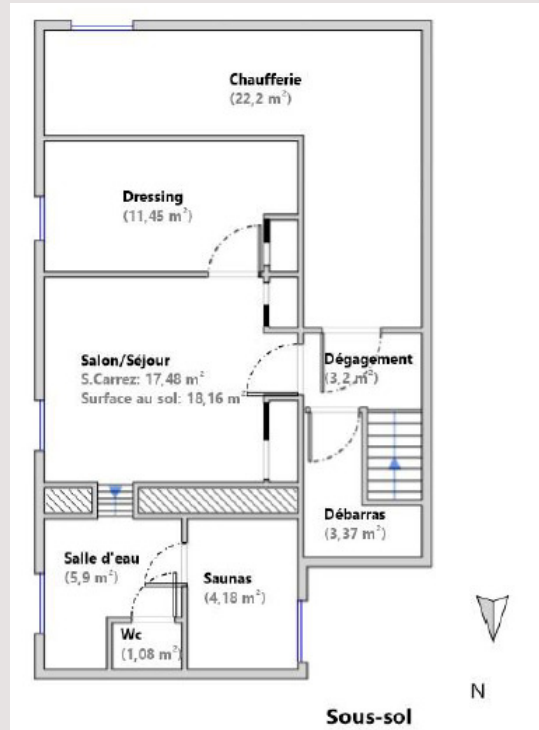 Chaufferie
(22,2 m²)
Dressing
(11,45 m²)
Salon/Séjour
S.Carrez: 17,48 m²
Surface au sol: 18,16 m²
Dégagement
(3,2 m²)
Débarras
(3,37 m²)
Salle d'eau
(5,9 m²)
Saunas
(4,18 m²)
Wc
(1,08 m²)
N
Sous-sol